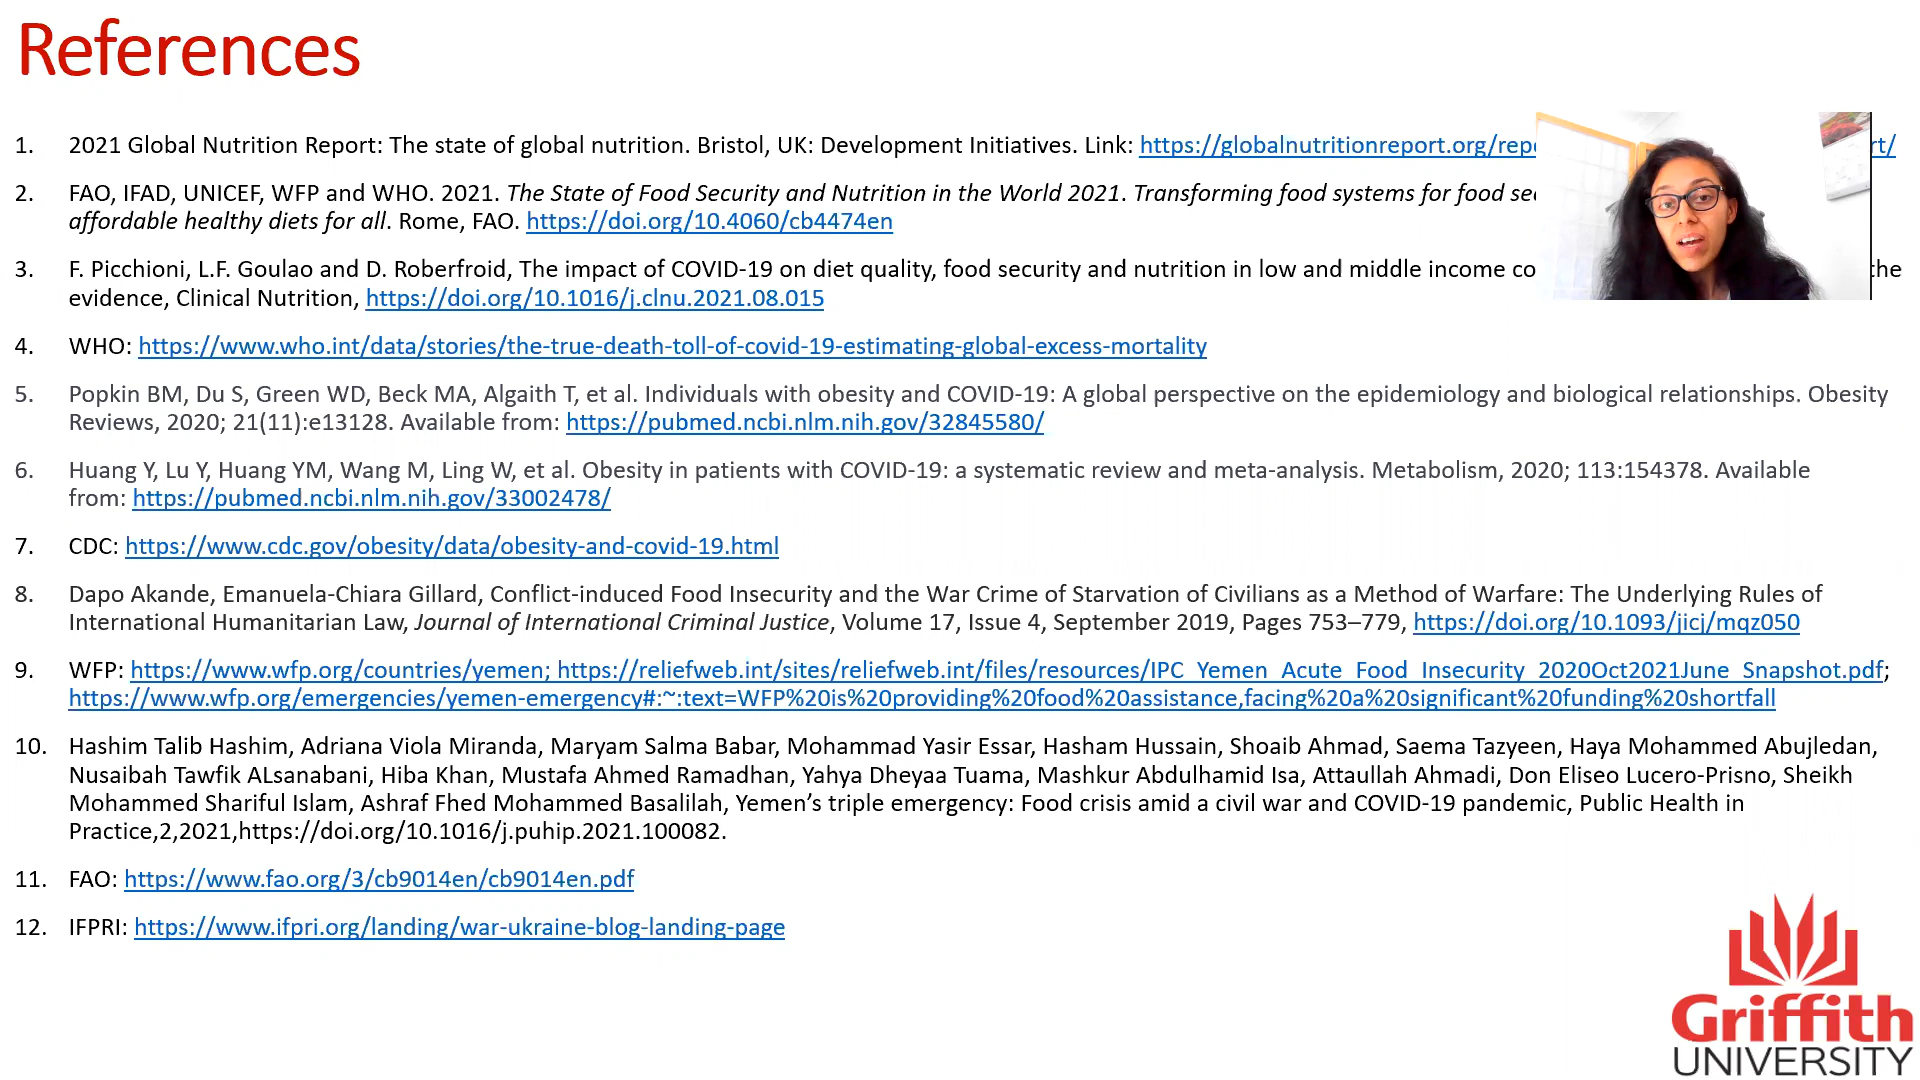 References
1. 2021 Global Nutrition Report: The state of global nutrition. Bristol, UK: Development Initiatives. Link: https://globalnutritionreport.org/rep rt/
2. FAO, IFAD, UNICEF, WFP and WHO. 2021. The State of Food Security and Nutrition in the World 2021. Transforming food systems for food
affordable healthy diets for all. Rome, FAO. https://doi.org/10.4060/cb4474en
3. F. Picchioni, L.F. Goulao and D. Roberfroid, The impact of COVID-19 on diet quality, food security and nutrition in low and middle income co he
evidence, Clinical Nutrition, https://doi.org/10.1016/j.clnu.2021.08.015
4. WHO: https://www.who.int/data/stories/the-true-death-toll-of-covid-19-estimating-global-excess-mortality
5. Popkin BM, Du S, Green WD, Beck MA, Algaith T, et al. Individuals with obesity and COVID-19: A global perspective on the epidemiology and biological relationships. Obesity
Reviews, 2020; 21(11):e13128. Available from: https://pubmed.ncbi.nlm.nih.gov/32845580/
6. Huang Y, Lu Y, Huang YM, Wang M, Ling W, et al. Obesity in patients with COVID-19: a systematic review and meta-analysis. Metabolism, 2020; 113:154378. Available
from: https://pubmed.ncbi.nlm.nih.gov/33002478/
7. CDC: https://www.cdc.gov/obesity/data/obesity-and-covid-19.html
8. Dapo Akande, Emanuela-Chiara Gillard, Conflict-induced Food Insecurity and the War Crime of Starvation of Civilians as a Method of Warfare: The Underlying Rules of
International Humanitarian Law, Journal of International Criminal Justice, Volume 17, Issue 4, September 2019, Pages 753–779, https://doi.org/10.1093/jicj/mqz050
9. WFP: https://www.wfp.org/countries/yemen; https://reliefweb.int/sites/reliefweb.int/files/resources/IPC_Yemen_Acute_Food_Insecurity_2020Oct2021June_Snapshot.pdf;
https://www.wfp.org/emergencies/yemen-emergency#:~:text=WFP%20is%20providing%20food%20assistance,facing%20a%20significant%20funding%20shortfall
10. Hashim Talib Hashim, Adriana Viola Miranda, Maryam Salma Babar, Mohammad Yasir Essar, Hasham Hussain, Shoaib Ahmad, Saema Tazyeen, Haya Mohammed Abujledan,
Nusaibah Tawfik ALsanabani, Hiba Khan, Mustafa Ahmed Ramadhan, Yahya Dheyaa Tuama, Mashkur Abdulhamid Isa, Attaullah Ahmadi, Don Eliseo Lucero-Prisno, Sheikh
Mohammed Shariful Islam, Ashraf Fhed Mohammed Basalilah, Yemen’s triple emergency: Food crisis amid a civil war and COVID-19 pandemic, Public Health in
Practice,2,2021,https://doi.org/10.1016/j.puhip.2021.100082.
11. FAO: https://www.fao.org/3/cb9014en/cb9014en.pdf
12. IFPRI: https://www.ifpri.org/landing/war-ukraine-blog-landing-page
Griffith
UNIVERSITY